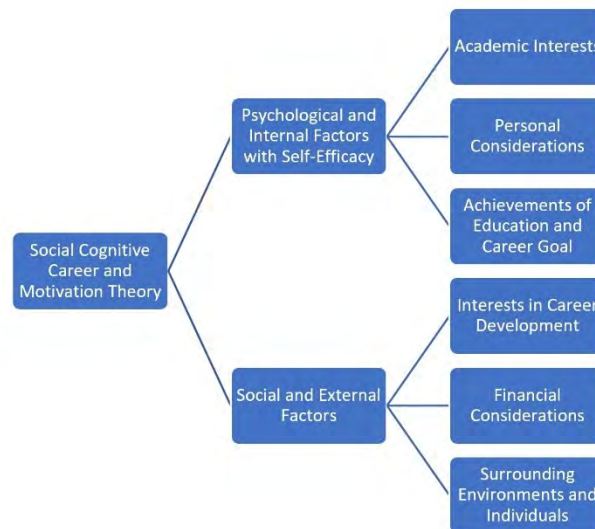 Academic Interests
Psychological and
Internal Factors
with Self-Efficacy
Personal
Considerations
Achievements of
Education and
Career Goal
Social Cognitive
Career and
Motivation Theory
Interests in Career
Development
Social and External
Factors
Financial
Considerations
Surrounding
Environments and
Individuals